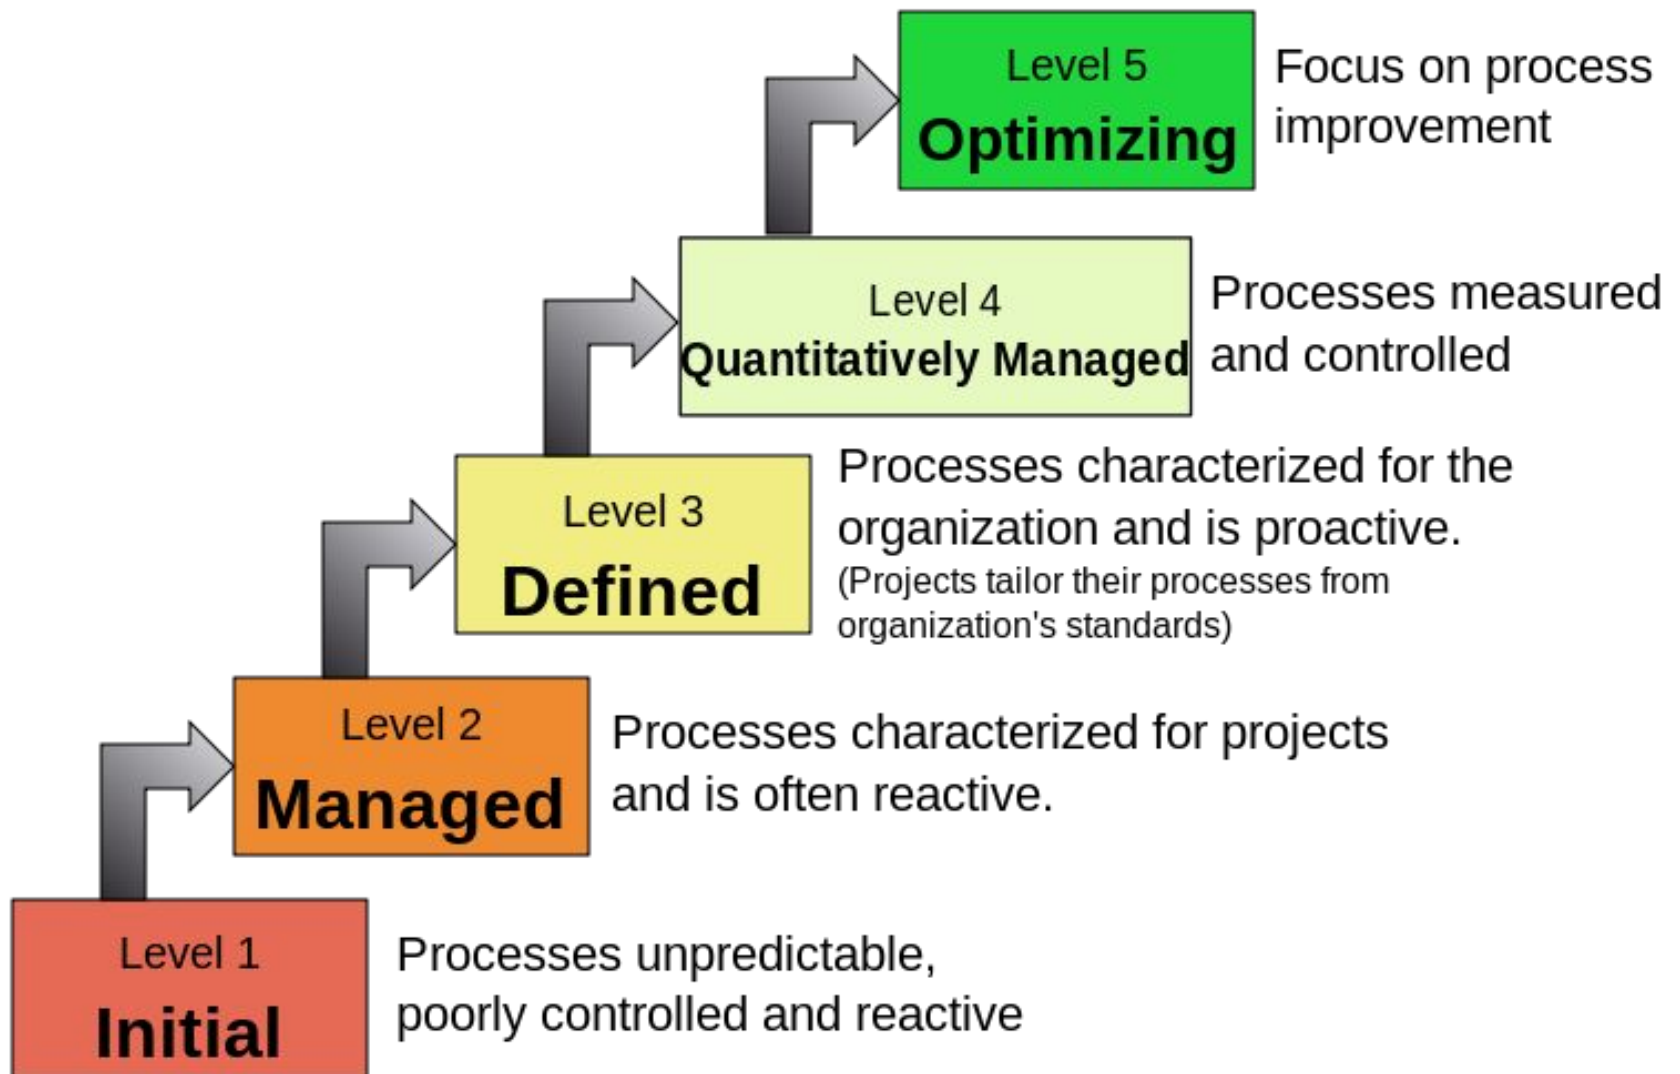 Level 5
Optimizing
Focus on process
improvement
Level 4
Quantitatively Managed
Processes measured
and controlled
Level 3
Defined
Processes characterized for the
organization and is proactive.
(Projects tailor their processes from
organization's standards)
Level 2
Managed
Processes characterized for projects
and is often reactive.
Level 1
Initial
Processes unpredictable,
poorly controlled and reactive